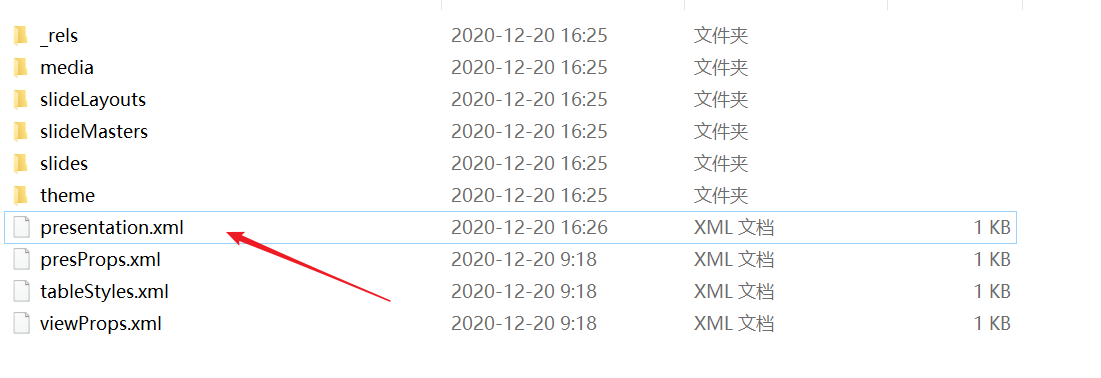 _rels 2020-12-20 16:25 文件夹
media 2020-12-20 16:25 文件夹
slideLayouts 2020-12-20 16:25 文件夹
slideMasters 2020-12-20 16:25 文件夹
slides 2020-12-20 16:25 文件夹
theme 2020-12-20 16:25 文件夹
presentation.xml 2020-12-20 16:26 XML 文档 1 KB
presProps.xml 2020-12-20 9:18 XML 文档 1 KB
tableStyles.xml 2020-12-20 9:18 XML 文档 1 KB
viewProps.xml 2020-12-20 9:18 XML 文档 1 KB